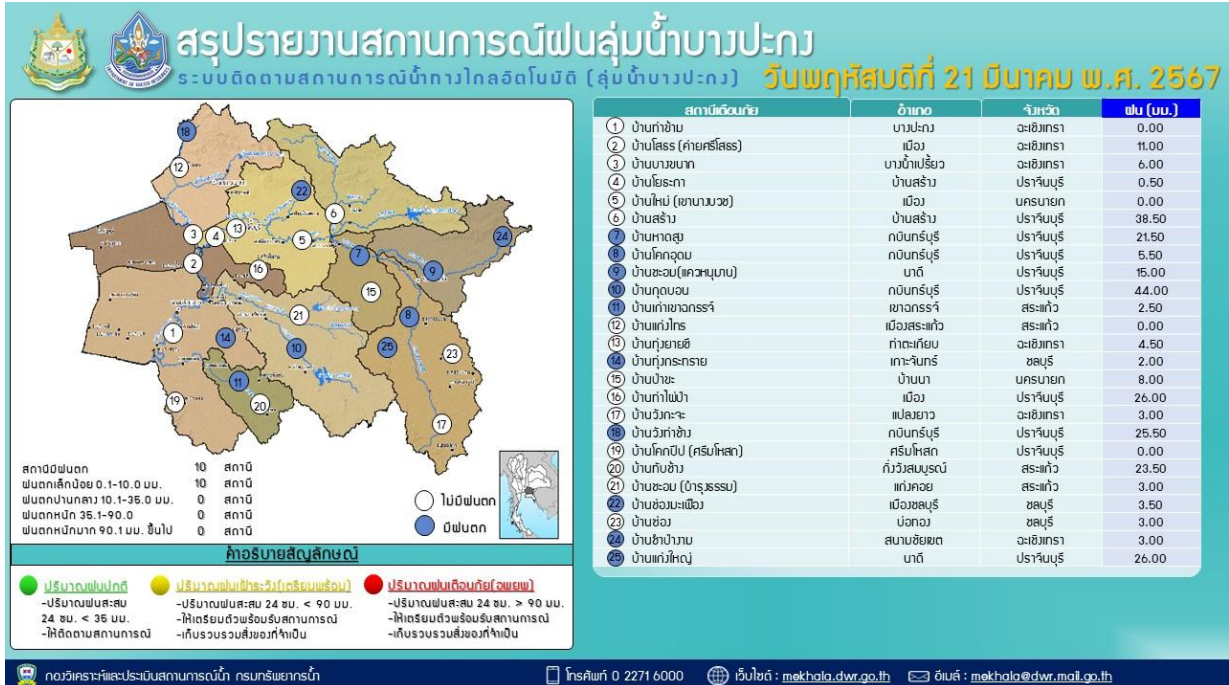 สรุปรายงานสถานการณ์ฝนลุ่มน้ำบางปะกง
ระบบติดตามสถานการณ์น้ำทางไกลอัตโนมัติ (ลุ่มน้ำบางปะกง) วันพฤหัสบดีที่ 21 มีนาคม พ.ศ. 2567
สถานีเตือนภัย อำเภอ จังหวัด ฝน (มม.)
1 บ้านท่าข้าม บางปะกง ฉะเชิงเทรา 0.00
2 บ้านโสธร (ค่ายศรีโสธร) เมือง ฉะเชิงเทรา 11.00
3 บ้านบางขนาก บางน้ำเปรี้ยว ฉะเชิงเทรา 6.00
4 บ้านโยธะกา บ้านสร้าง ปราจีนบุรี 0.50
5 บ้านใหม่ (เขานางบวช) เมือง นครนายก 0.00
6 บ้านสร้าง บ้านสร้าง ปราจีนบุรี 38.50
7 บ้านหาดสูง กบินทร์บุรี ปราจีนบุรี 21.50
8 บ้านโคกอุดม กบินทร์บุรี ปราจีนบุรี 5.50
9 บ้านชะอม(แควหนุมาน) นาดี ปราจีนบุรี 15.00
10 บ้านกุดบอน กบินทร์บุรี ปราจีนบุรี 44.00
11 บ้านเก่าเขาฉกรรจ์ เขาฉกรรจ์ สระแก้ว 2.50
12 บ้านแก่งไทร เมืองสระแก้ว สระแก้ว 0.00
13 บ้านทุ่งยายชี ท่าตะเกียบ ฉะเชิงเทรา 4.50
14 บ้านทุ่งกระทราย เกาะจันทร์ ชลบุรี 2.00
15 บ้านป่าขะ บ้านนา นครนายก 8.00
16 บ้านท่าไผ่ป่า เมือง ปราจีนบุรี 26.00
17 บ้านวังกะจะ แปลงยาว ฉะเชิงเทรา 3.00
18 บ้านวังท่าช้าง กบินทร์บุรี ปราจีนบุรี 25.50
19 บ้านโคกปีป (ศรีมโหสถ) ศรีมโหสถ ปราจีนบุรี 0.00
20 บ้านทับช้าง กิ่งวังสมบูรณ์ สระแก้ว 23.50
21 บ้านชะอม (บำรุงธรรม) แก่งคอย สระแก้ว 3.00
22 บ้านช่องมะเฟือง เมืองชลบุรี ชลบุรี 3.50
23 บ้านช่อง บ่อทอง ชลบุรี 3.00
24 บ้านชำป่างาม สนามชัยเขต ฉะเชิงเทรา 3.00
25 บ้านแก่งใหญ่ นาดี ปราจีนบุรี 26.00
18
12
22
6
13
3
4
5
24
7
9
2
16
15
21
8
1
14
10
25
23
11
20
19
17
สถานีมีฝนตก 10 สถานี
ฝนตกเล็กน้อย 0.1-10.0 มม. 10 สถานี
ฝนตกปานกลาง 10.1-35.0 มม. 0 สถานี
ฝนตกหนัก 35.1-90.0 0 สถานี
ฝนตกหนักมาก 90.1 มม. ขึ้นไป 0 สถานี
ไม่มีฝนตก
มีฝนตก
คำอธิบายสัญลักษณ์
ปริมาณฝนปกติ
-ปริมาณฝนสะสม
24 ชม. < 35 มม.
-ให้ติดตามสถานการณ์
ปริมาณฝนเฝ้าระวัง(เตรียมพร้อม)
-ปริมาณฝนสะสม 24 ชม. < 90 มม.
-ให้เตรียมตัวพร้อมรับสถานการณ์
-เก็บรวบรวมสิ่งของที่จำเป็น
ปริมาณฝนเตือนภัย(อพยพ)
-ปริมาณฝนสะสม 24 ชม. > 90 มม.
-ให้เตรียมตัวพร้อมรับสถานการณ์
-เก็บรวบรวมสิ่งของที่จำเป็น
กองวิเคราะห์และประเมินสถานการณ์น้ำ กรมทรัพยากรน้ำ โทรศัพท์ 0 2271 6000 เว็บไซต์ : mekhala.dwr.go.th อีเมล์ : mekhala@dwr.mail.go.th